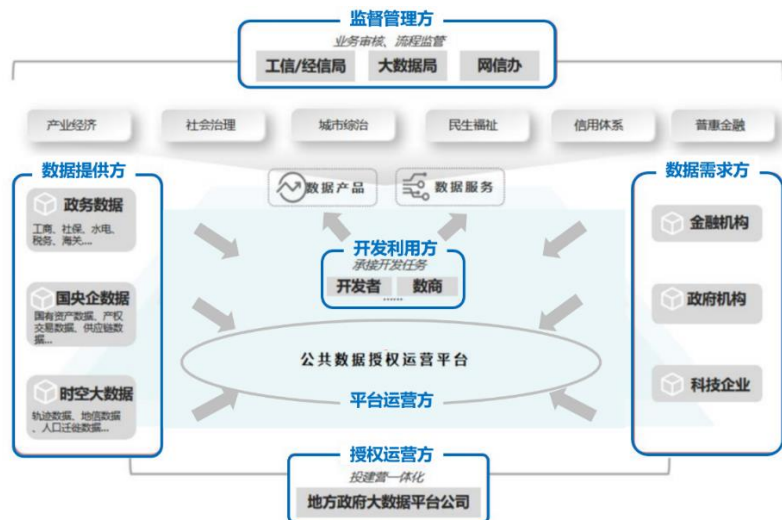 监督管理方
业务审核、流程监管
工信/经信局 大数据局 网信办
产业经济 社会治理 城市综治 民生福祉 信用体系 普惠金融
数据提供方
政务数据
工商、社保、水电、
税务、海关....
国央企数据
国有资产数据、产权
交易数据、供应链数
据...
时空大数据
轨迹数据、地信数据
、人口迁徙数据...
数据产品 数据服务
开发利用方
承接开发任务
开发者 数商
......
公共数据授权运营平台
平台运营方
数据需求方
金融机构
政府机构
科技企业
授权运营方
投建营一体化
地方政府大数据平台公司